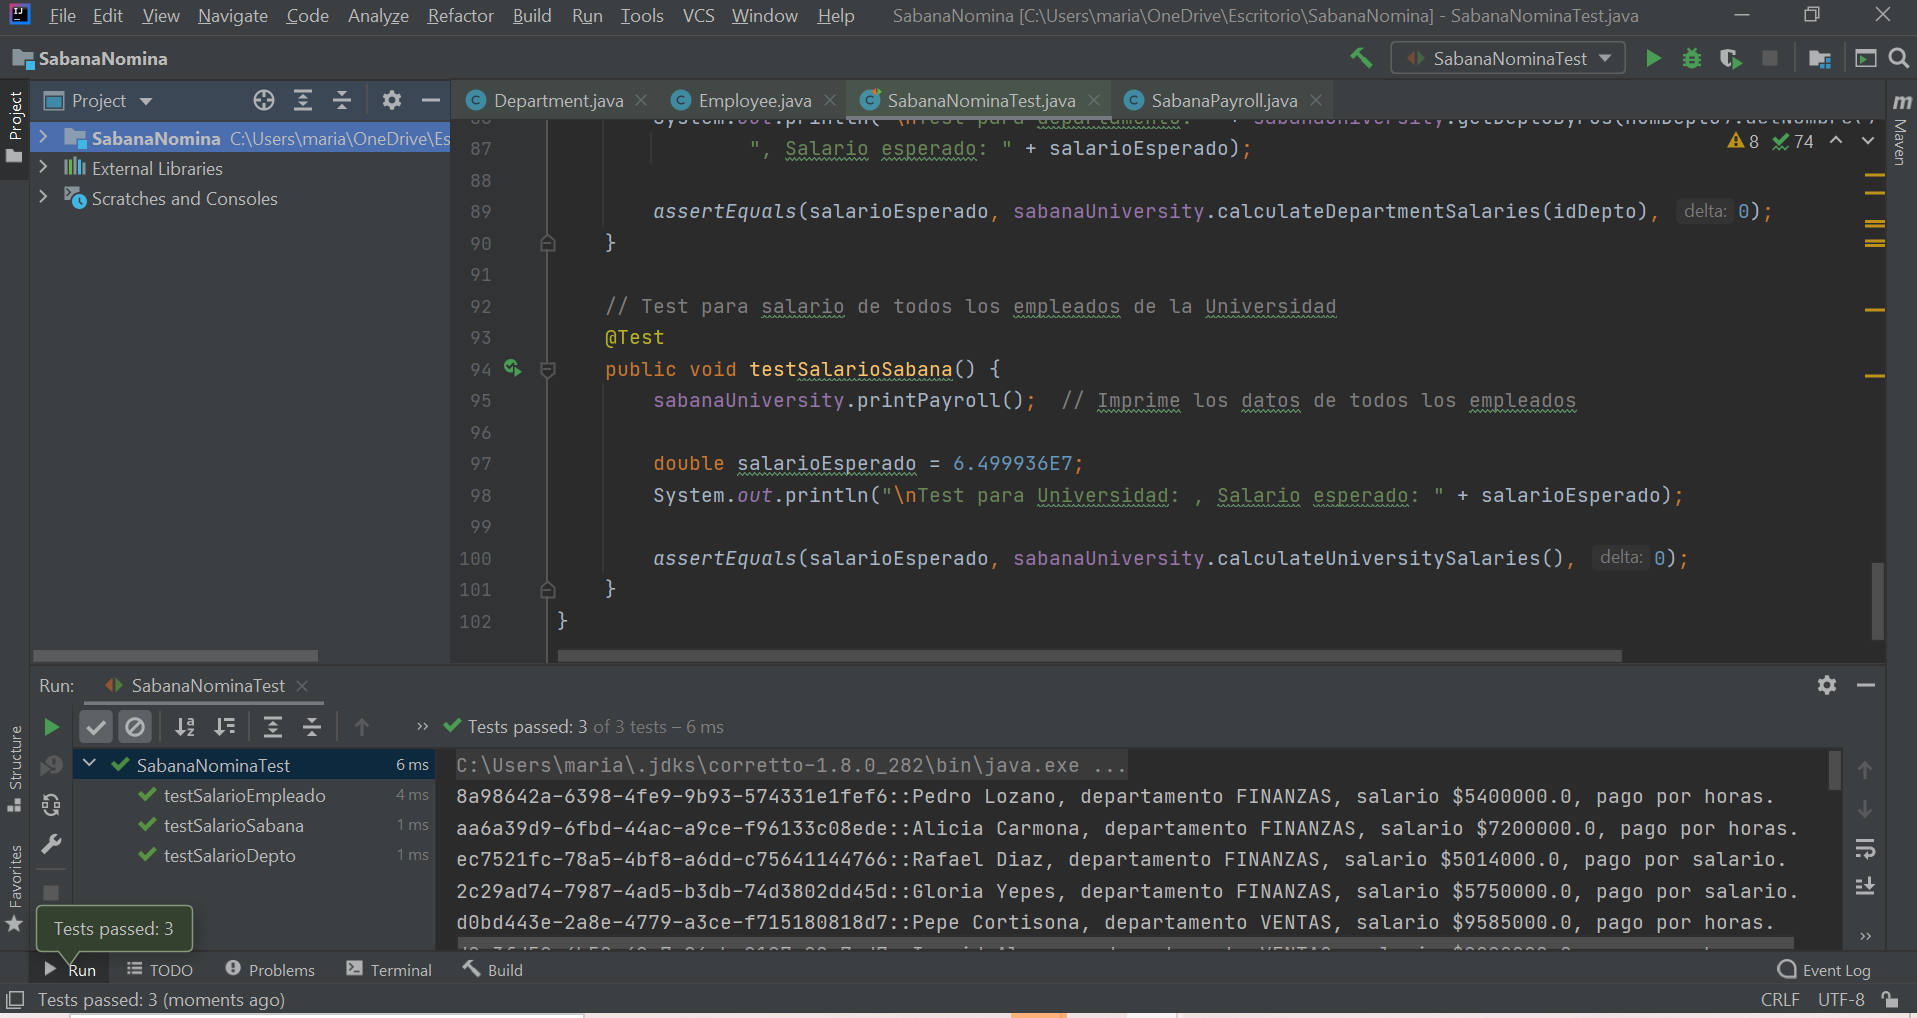 File Edit View Navigate Code Analyze Refactor Build Run Tools VCS Window Help SabanaNomina [C:\Users\maria\OneDrive\Escritorio\SabanaNomina] - SabanaNominaTest.java
SabanaNomina
SabanaNominaTest
Project
Project
Department.java
Employee.java
SabanaNominaTest.java
SabanaPayroll.java
SabanaNomina C:\Users\maria\OneDrive\Es
External Libraries
Scratches and Consoles
8 74
Maven
87 ", Salario esperado: " + salarioEsperado);
88
89 assertEquals(salarioEsperado, sabanaUniversity.calculateDepartmentSalaries(idDepto), delta: 0);
90 }
91
92 // Test para salario de todos los empleados de la Universidad
93 @Test
94 public void testSalarioSabana() {
95 sabanaUniversity.printPayroll(); // Imprime los datos de todos los empleados
96
97 double salarioEsperado = 6.499936E7;
98 System.out.println("\nTest para Universidad: , Salario esperado: " + salarioEsperado);
99
100 assertEquals(salarioEsperado, sabanaUniversity.calculateUniversitySalaries(), delta: 0);
101 }
102 }
Run: SabanaNominaTest
Tests passed: 3 of 3 tests – 6 ms
SabanaNominaTest 6 ms
testSalarioEmpleado 4 ms
testSalarioSabana 1 ms
testSalarioDepto 1 ms
C:\Users\maria\.jdks\corretto-1.8.0_282\bin\java.exe ...
8a98642a-6398-4fe9-9b93-574331e1fef6::Pedro Lozano, departamento FINANZAS, salario $5400000.0, pago por horas.
aa6a39d9-6fbd-44ac-a9ce-f96133c08ede::Alicia Carmona, departamento FINANZAS, salario $7200000.0, pago por horas.
ec7521fc-78a5-4bf8-a6dd-c75641144766::Rafael Diaz, departamento FINANZAS, salario $5014000.0, pago por salario.
2c29ad74-7987-4ad5-b3db-74d3802dd45d::Gloria Yepes, departamento FINANZAS, salario $5750000.0, pago por salario.
d0bd443e-2a8e-4779-a3ce-f715180818d7::Pepe Cortisona, departamento VENTAS, salario $9585000.0, pago por horas.
Structure
Favorites
Tests passed: 3
Run TODO Problems Terminal Build Event Log
Tests passed: 3 (moments ago) CRLF UTF-8